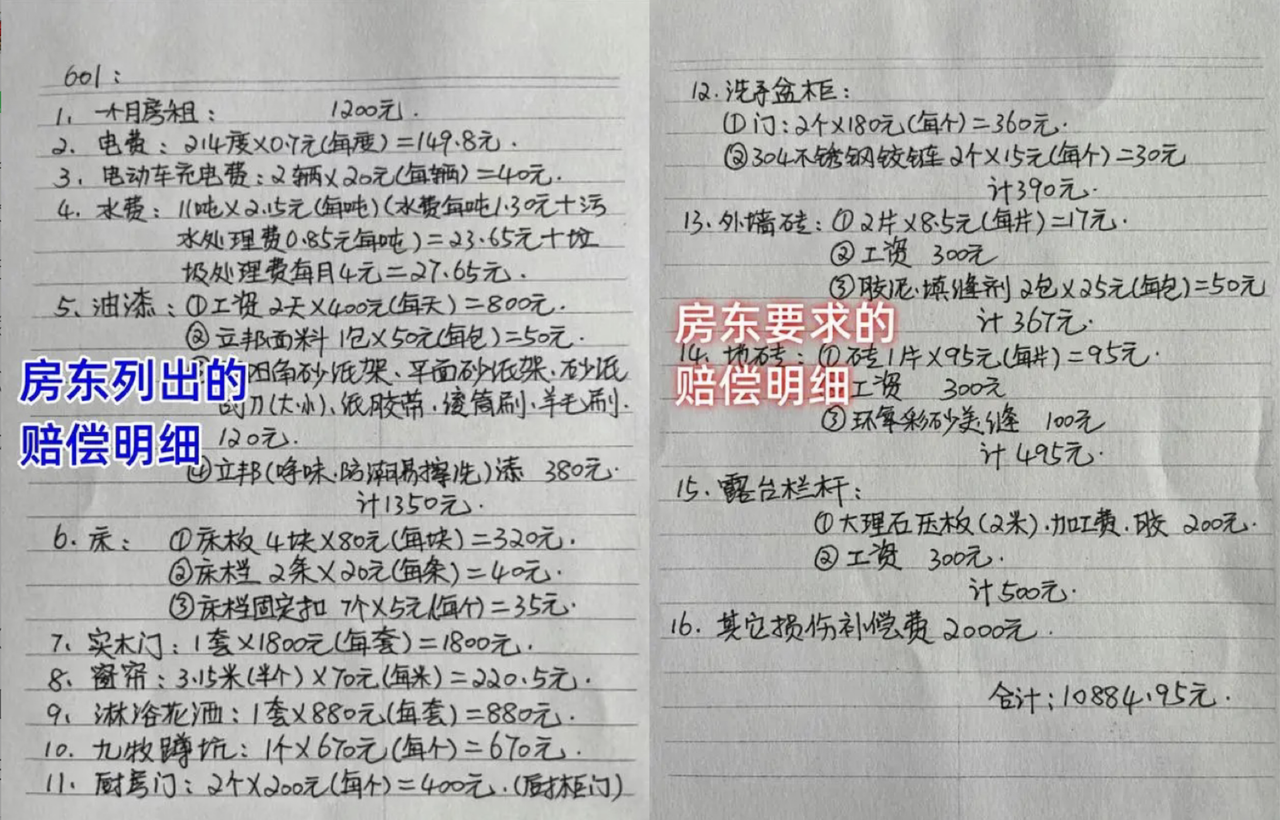 601：
1、一个月房租： 1200元.
2、电费：214度×0.7元(每度)=149.8元.
3、电动车充电费：2辆×20元(每辆)=40元.
4、水费：11吨×2.15元(每吨)(水费每吨1.30元+污
水处理费0.85元每吨)=23.65元+垃
圾处理费每月4元=27.65元.
5、油漆：①工资 2天×400元(每天)=800元.
②立邦面料 1包×50元(每包)=50元.
阴角砂纸架、平面砂纸架、砂纸
刮刀(大小)、纸胶带、滚筒刷、羊毛刷.
120元.
④立邦(净味、防潮易擦洗)漆 380元.
计1350元.
6、床： ①床板 4块×80元(每块)=320元.
②床档 2条×20元(每条)=40元.
③床档固定扣 7个×5元(每个)=35元.
7、实木门：1套×1800元(每套)=1800元.
8、窗帘：3.15米(半个)×70元(每米)=220.5元.
9、淋浴花洒：1套×880元(每套)=880元.
10、九牧蹲坑：1个×670元(每个)=670元.
11、厨房门：2个×200元(每个)=400元.(厨柜门)
房东列出的
赔偿明细
12.洗手盆柜：
①门：2个×180元(每个)=360元.
②304不锈钢铰链 2个×15元(每个)=30元
计390元.
13.外墙砖：①2片×8.5元(每片)=17元.
②工资 300元
③胶泥、填缝剂 2包×25元(每包)=50元
计367元.
14.地砖：①砖1片×95元(每片)=95元.
工资 300元
③环氧彩砂美缝 100元
计495元.
15.露台栏杆：
①大理石压板(2米)、加工费、胶 200元.
②工资 300元.
计500元.
16.其它损伤补偿费 2000元.
合计：10884.95元.
房东要求的
赔偿明细